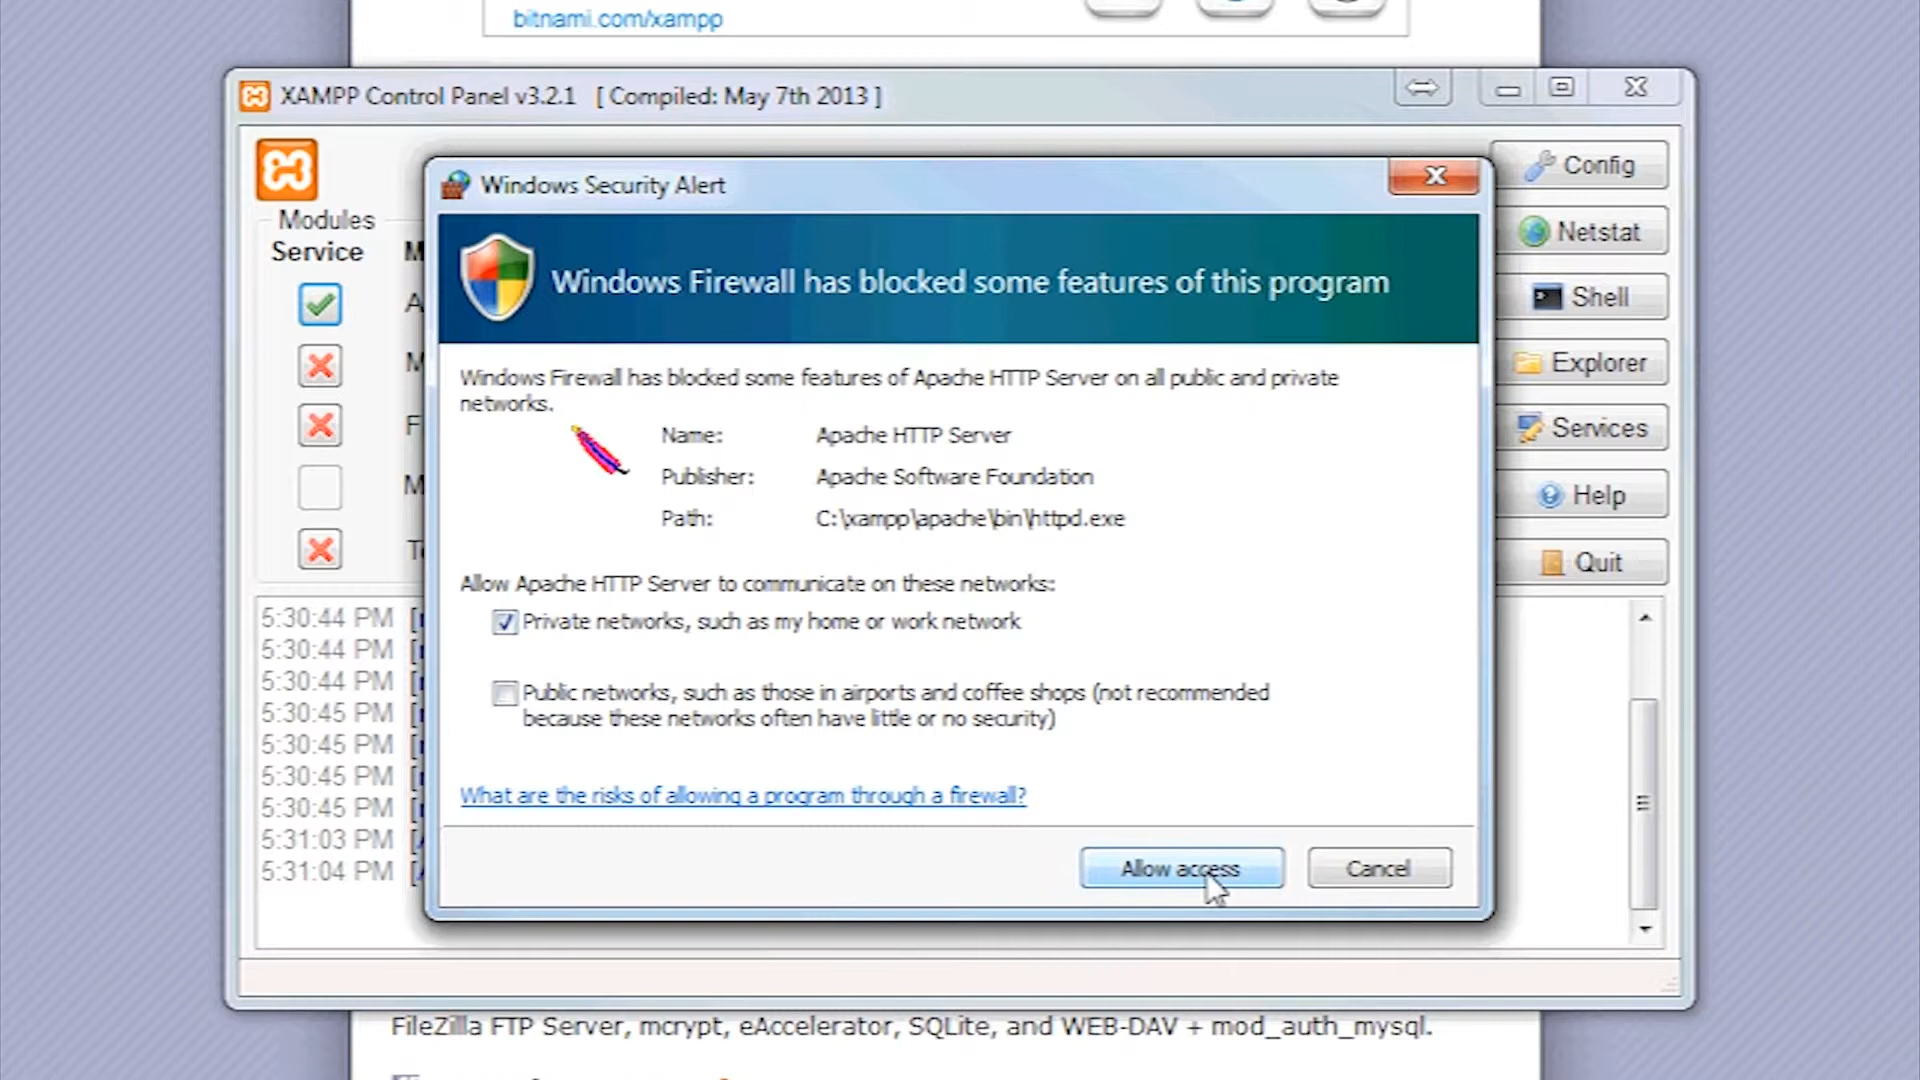 bitnami.com/xampp
XAMPP Control Panel v3.2.1 [ Compiled: May 7th 2013 ]
Config
Windows Security Alert
Modules
Service
Netstat
Windows Firewall has blocked some features of this program
Shell
Windows Firewall has blocked some features of Apache HTTP Server on all public and private
networks.
Explorer
Name: Apache HTTP Server
Services
Publisher: Apache Software Foundation
Help
Path: C:\xampp\apache\bin\httpd.exe
Quit
Allow Apache HTTP Server to communicate on these networks:
5:30:44 PM
Private networks, such as my home or work network
5:30:44 PM
5:30:44 PM
Public networks, such as those in airports and coffee shops (not recommended
5:30:45 PM
because these networks often have little or no security)
5:30:45 PM
5:30:45 PM
What are the risks of allowing a program through a firewall?
5:30:45 PM
5:31:03 PM
5:31:04 PM
Allow access
Cancel
FileZilla FTP Server, mcrypt, eAccelerator, SQLite, and WEB-DAV + mod_auth_mysql.